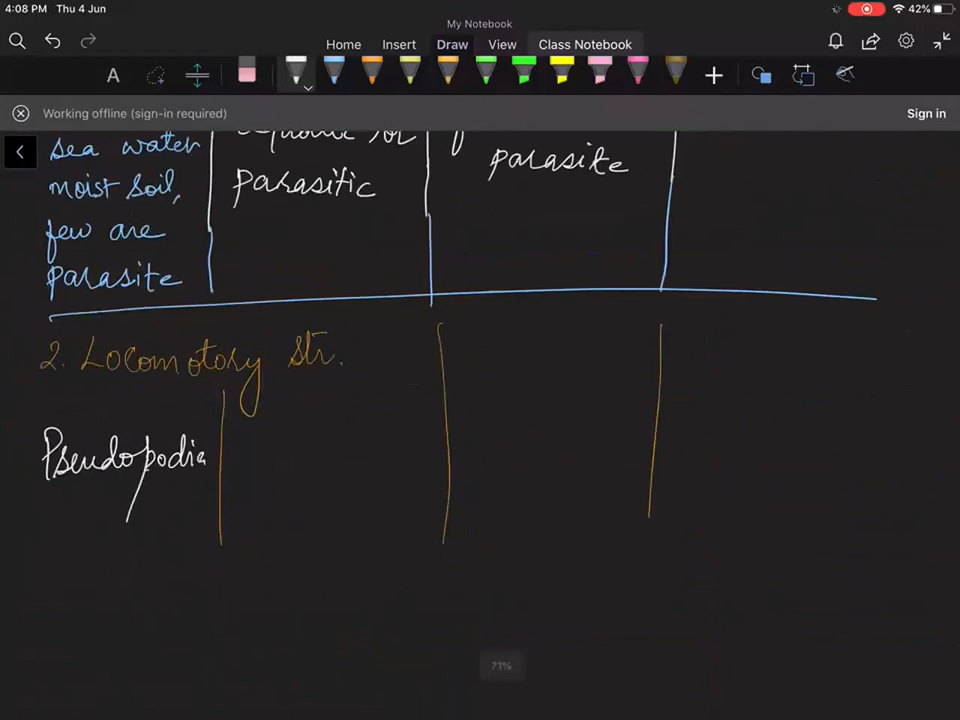 4:08 PM Thu 4 Jun
42%
My Notebook
Home Insert Draw View Class Notebook
A
Working offline (sign-in required) Sign in
sea water
moist soil,
few are
parasite
parasitic
parasite
2. Locomotory str.
Pseudopodia
71%